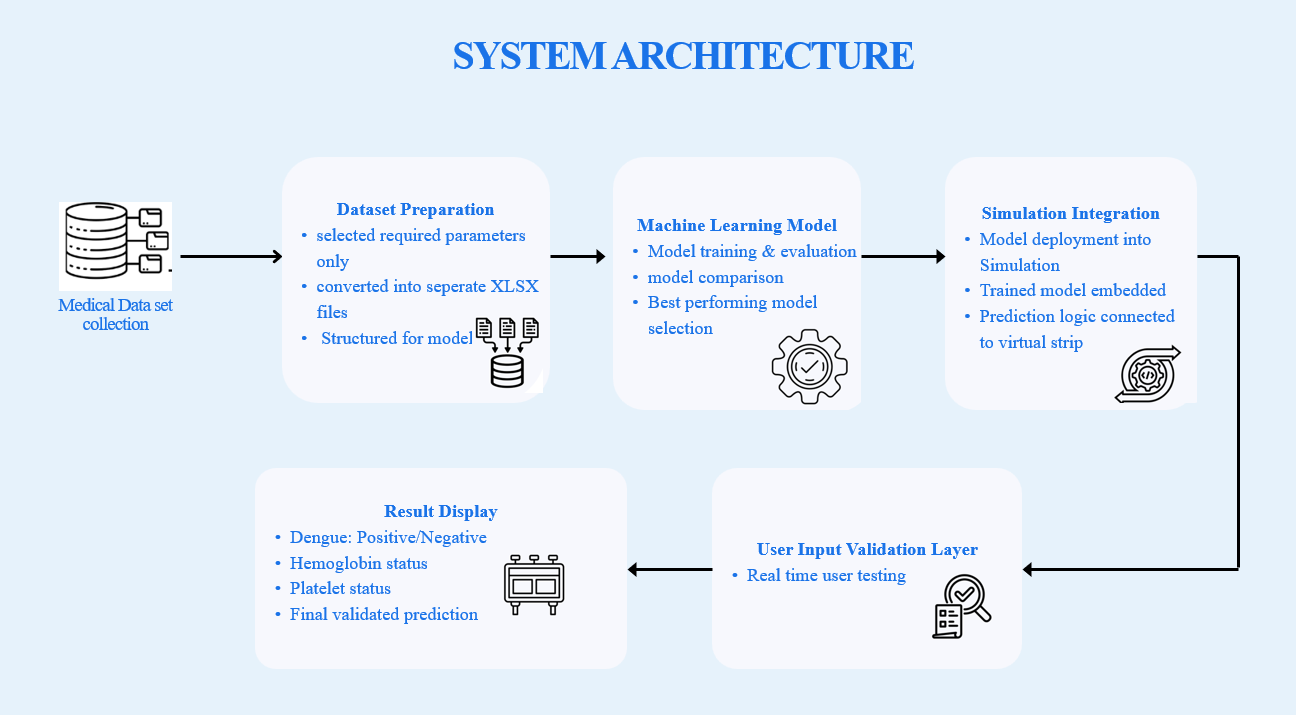 SYSTEM ARCHITECTURE
Medical Data set
collection
Dataset Preparation
• selected required parameters
only
• converted into seperate XLSX
files
• Structured for model
Machine Learning Model
• Model training & evaluation
• model comparison
• Best performing model
selection
Simulation Integration
• Model deployment into
Simulation
• Trained model embedded
• Prediction logic connected
to virtual strip
User Input Validation Layer
• Real time user testing
Result Display
• Dengue: Positive/Negative
• Hemoglobin status
• Platelet status
• Final validated prediction